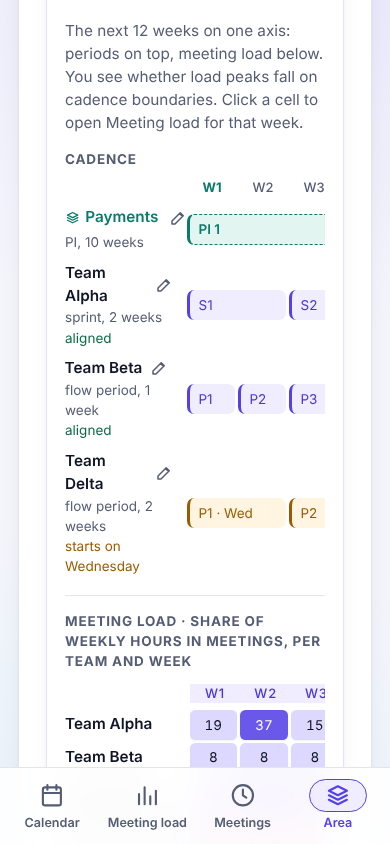 The next 12 weeks on one axis:
periods on top, meeting load below.
You see whether load peaks fall on
cadence boundaries. Click a cell to
open Meeting load for that week.
CADENCE
W1 W2 W3
Payments
PI, 10 weeks
PI 1
Team
Alpha
sprint, 2 weeks
aligned
S1 S2
Team Beta
flow period, 1
week
aligned
P1 P2 P3
Team
Delta
flow period, 2
weeks
starts on
Wednesday
P1 · Wed P2
MEETING LOAD · SHARE OF
WEEKLY HOURS IN MEETINGS, PER
TEAM AND WEEK
W1 W2 W3
Team Alpha 19 37 15
Team Beta 8 8 8
Calendar Meeting load Meetings Area